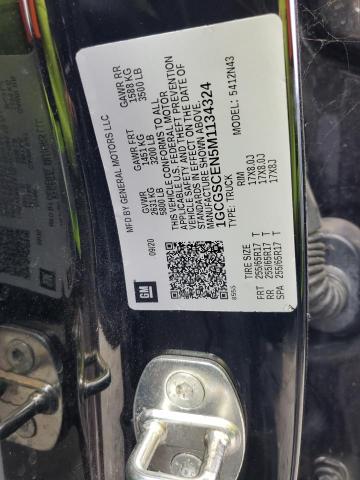 MFD BY GENERAL MOTORS LLC
09/20
GVWR
2631 KG
5800 LB
GAWR FRT
1451 KG
3200 LB
GAWR RR
1588 KG
3500 LB
THIS VEHICLE CONFORMS TO ALL
APPLICABLE U.S. FEDERAL MOTOR
VEHICLE SAFETY AND THEFT PREVENTION
STANDARDS IN EFFECT ON THE DATE OF
MANUFACTURE SHOWN ABOVE.
1GCGSCEN5M1134324
TYPE: TRUCK
MODEL: 5412N43
TIRE SIZE
RIM
FRT 255/65R17 T 17X8.0J
RR 255/65R17 T 17X8.0J
SPA 255/65R17 T 17X8.0J
GM